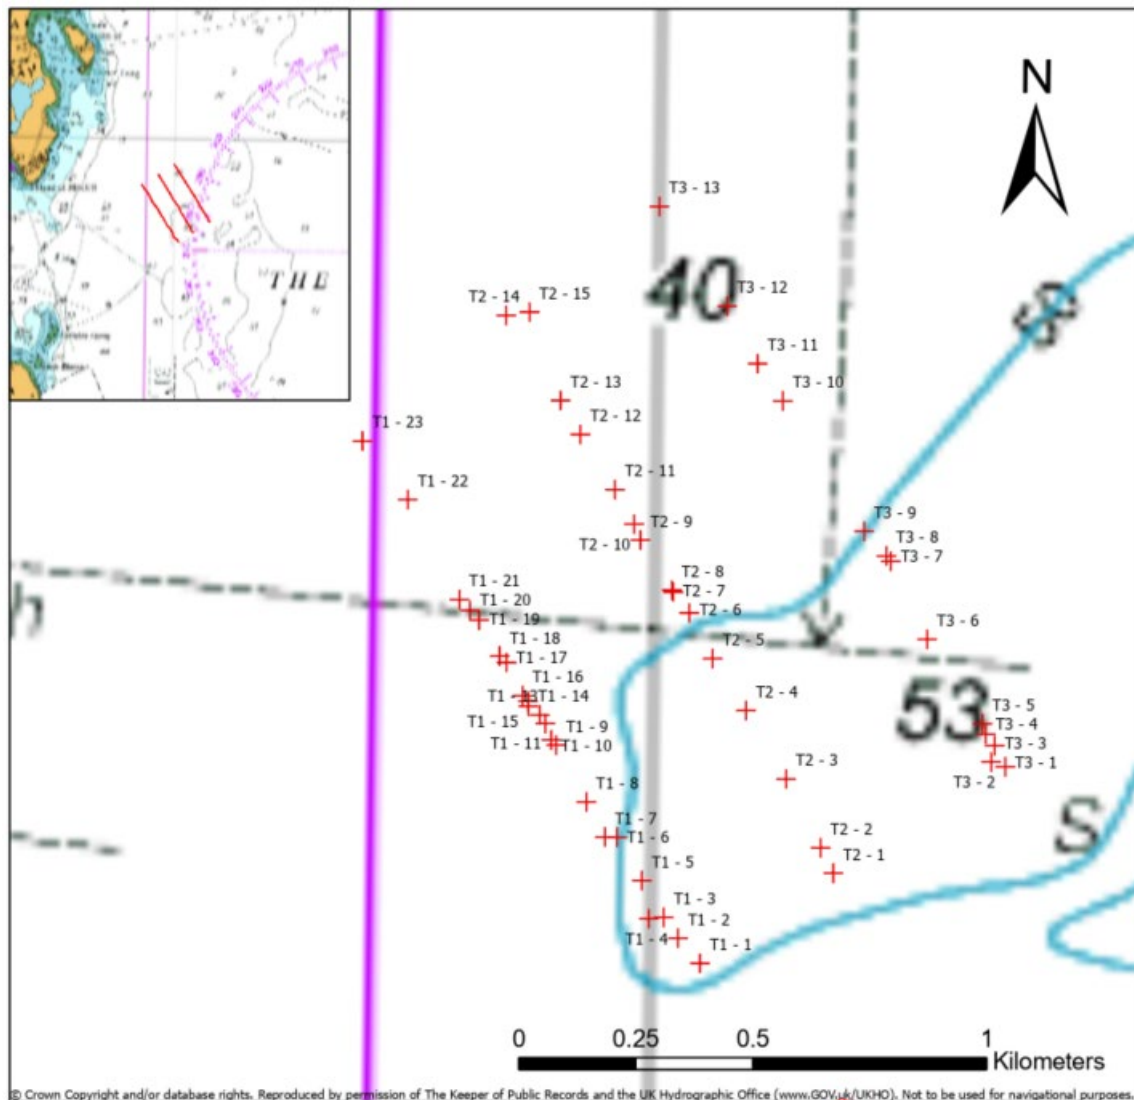 THE
N
T3 - 13
40
T3 - 12
T2 - 14
T2 - 15
T3 - 11
T3 - 10
T2 - 13
T2 - 12
T1 - 23
T1 - 22
T2 - 11
T2 - 9
T2 - 10
T3 - 9
T3 - 8
T3 - 7
T2 - 8
T2 - 7
T1 - 21
T1 - 20
T1 - 19
T2 - 6
T3 - 6
T1 - 18
T1 - 17
T2 - 5
T1 - 16
T1 - 13
T1 - 14
T2 - 4
53
T3 - 5
T3 - 4
T3 - 3
T1 - 15
T1 - 9
T1 - 11
T1 - 10
T3 - 1
T3 - 2
T2 - 3
T1 - 8
T1 - 7
T1 - 6
T2 - 2
S
T2 - 1
T1 - 5
T1 - 3
T1 - 2
T1 - 4
T1 - 1
0 0.25 0.5 1
Kilometers
© Crown Copyright and/or database rights. Reproduced by permission of The Keeper of Public Records and the UK Hydrographic Office (www.GOV.uk/UKHO). Not to be used for navigational purposes.